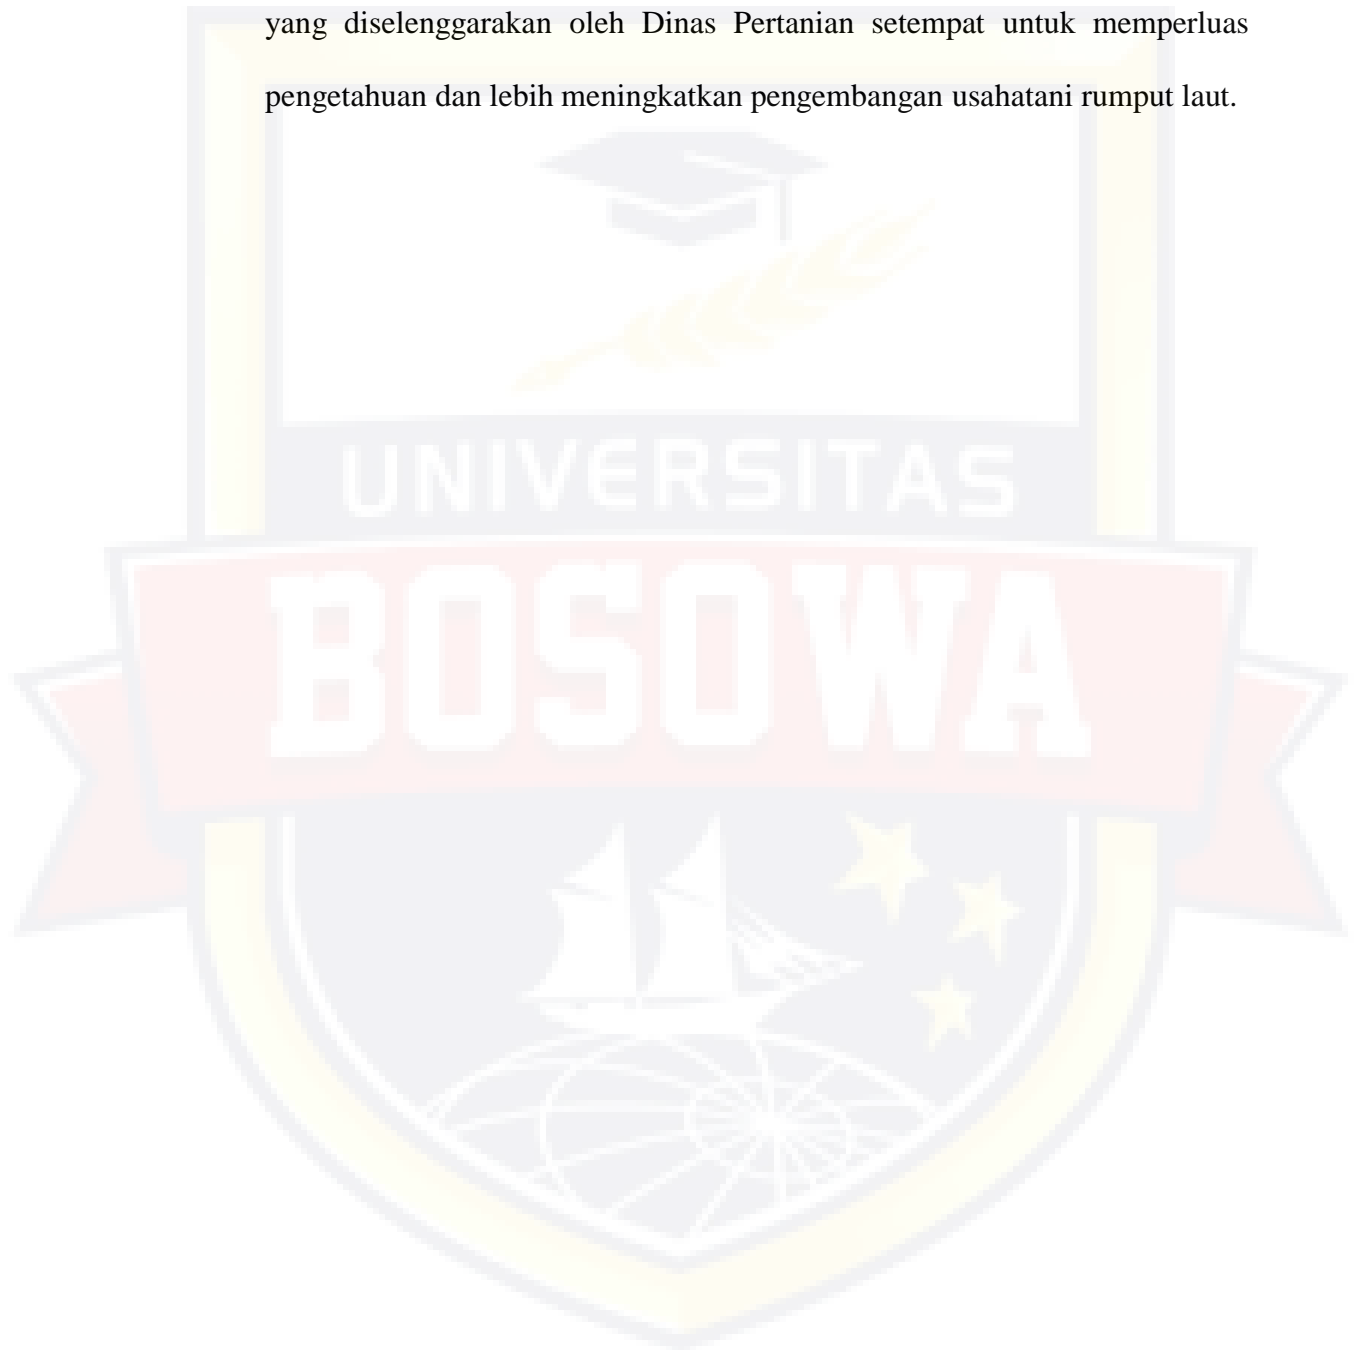 yang diselenggarakan oleh Dinas Pertanian setempat untuk memperluas
pengetahuan dan lebih meningkatkan pengembangan usahatani rumput laut.
UNIVERSITAS
BOSOWA